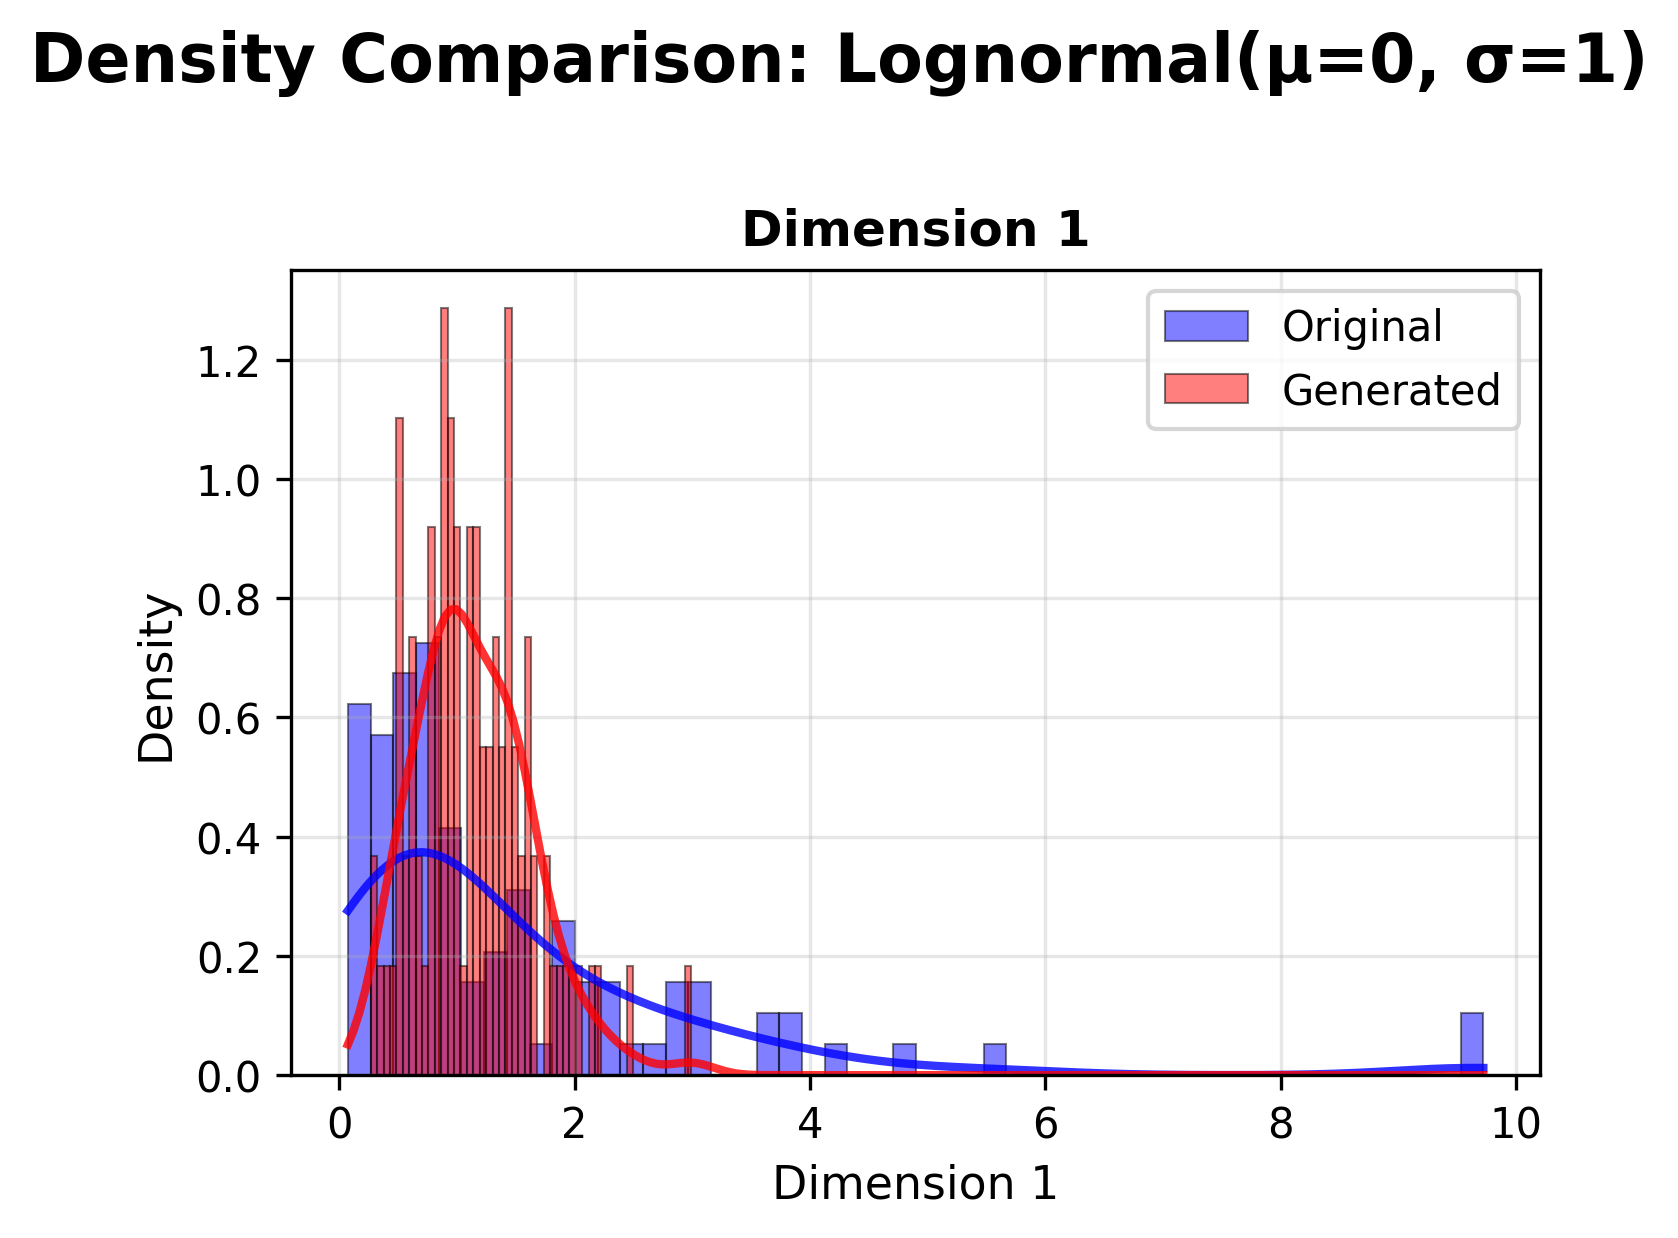 Density Comparison: Lognormal(μ=0, σ=1)
Dimension 1
Original
Generated
Density
1.2
1.0
0.8
0.6
0.4
0.2
0.0
0 2 4 6 8 10
Dimension 1